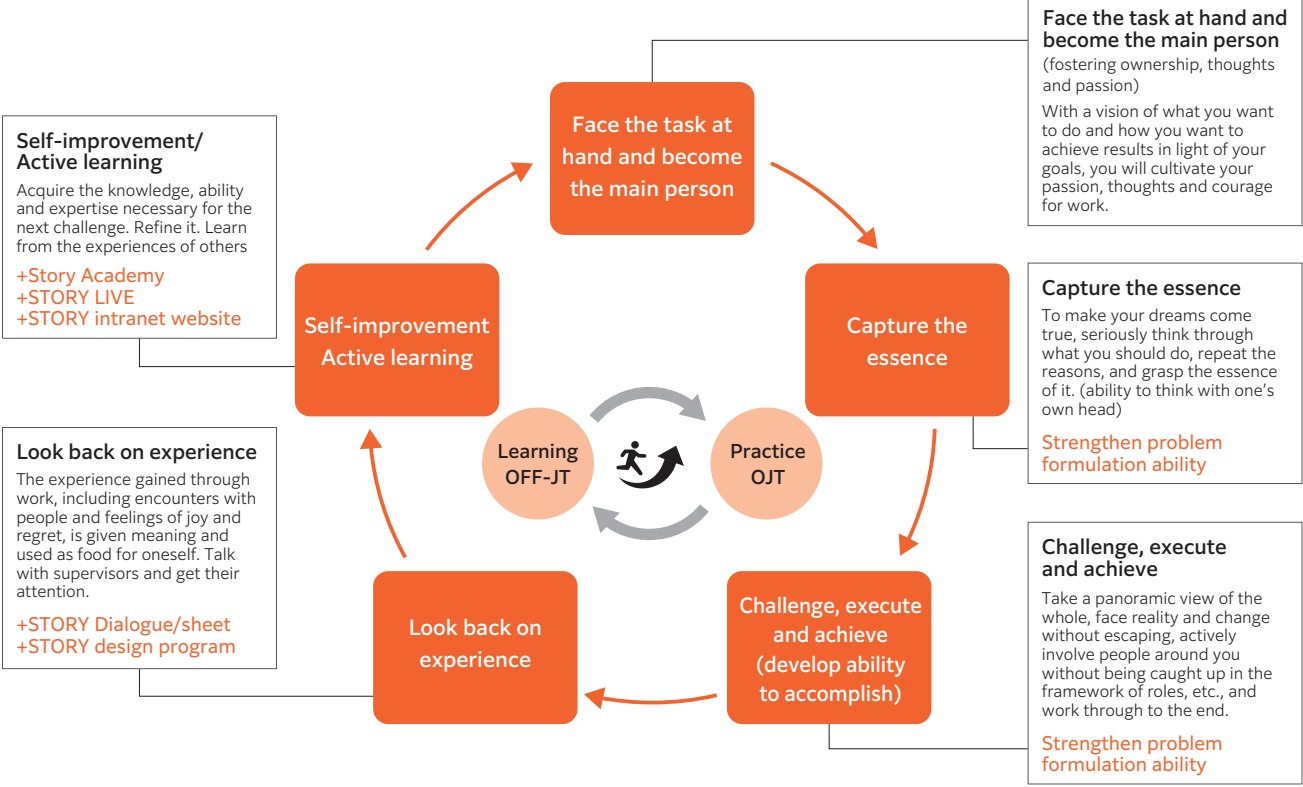 Face the task at hand and
become the main person
(fostering ownership, thoughts
and passion)
With a vision of what you want
to do and how you want to
achieve results in light of your
goals, you will cultivate your
passion, thoughts and courage
for work.
Face the task at
hand and become
the main person
Self-improvement/
Active learning
Acquire the knowledge, ability
and expertise necessary for the
next challenge. Refine it. Learn
from the experiences of others
+Story Academy
+STORY LIVE
+STORY intranet website
Self-improvement
Active learning
Capture the
essence
Capture the essence
To make your dreams come
true, seriously think through
what you should do, repeat the
reasons, and grasp the essence
of it. (ability to think with one's
own head)
Strengthen problem
formulation ability
Learning
OFF-JT
Practice
OJT
Look back on experience
The experience gained through
work, including encounters with
people and feelings of joy and
regret, is given meaning and
used as food for oneself. Talk
with supervisors and get their
attention.
+STORY Dialogue/sheet
+STORY design program
Look back on
experience
Challenge, execute
and achieve
(develop ability
to accomplish)
Challenge, execute
and achieve
Take a panoramic view of the
whole, face reality and change
without escaping, actively
involve people around you
without being caught up in the
framework of roles, etc., and
work through to the end.
Strengthen problem
formulation ability